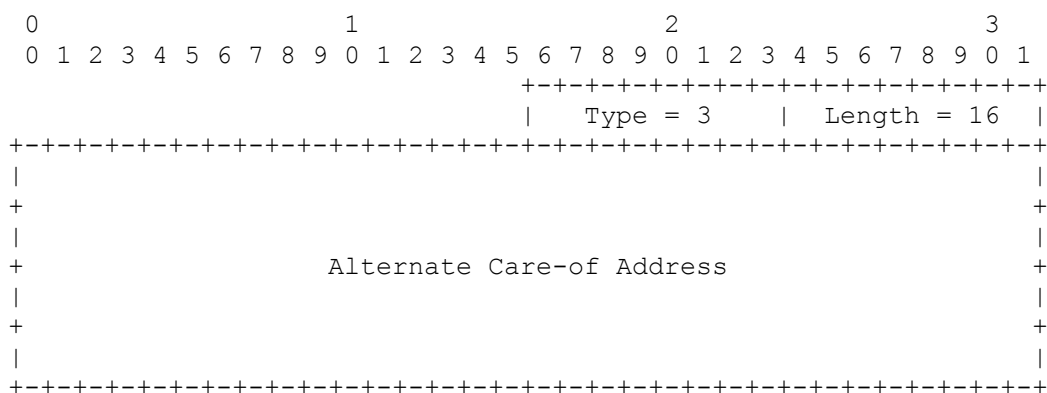 0                   1                   2                   3
 0 1 2 3 4 5 6 7 8 9 0 1 2 3 4 5 6 7 8 9 0 1 2 3 4 5 6 7 8 9 0 1
                                +-+-+-+-+-+-+-+-+-+-+-+-+-+-+-+-+
                                |   Type = 3    |  Length = 16  |
+-+-+-+-+-+-+-+-+-+-+-+-+-+-+-+-+-+-+-+-+-+-+-+-+-+-+-+-+-+-+-+-+
|                                                               |
+                                                               +
|                                                               |
+                   Alternate Care-of Address                   +
|                                                               |
+                                                               +
|                                                               |
+-+-+-+-+-+-+-+-+-+-+-+-+-+-+-+-+-+-+-+-+-+-+-+-+-+-+-+-+-+-+-+-+